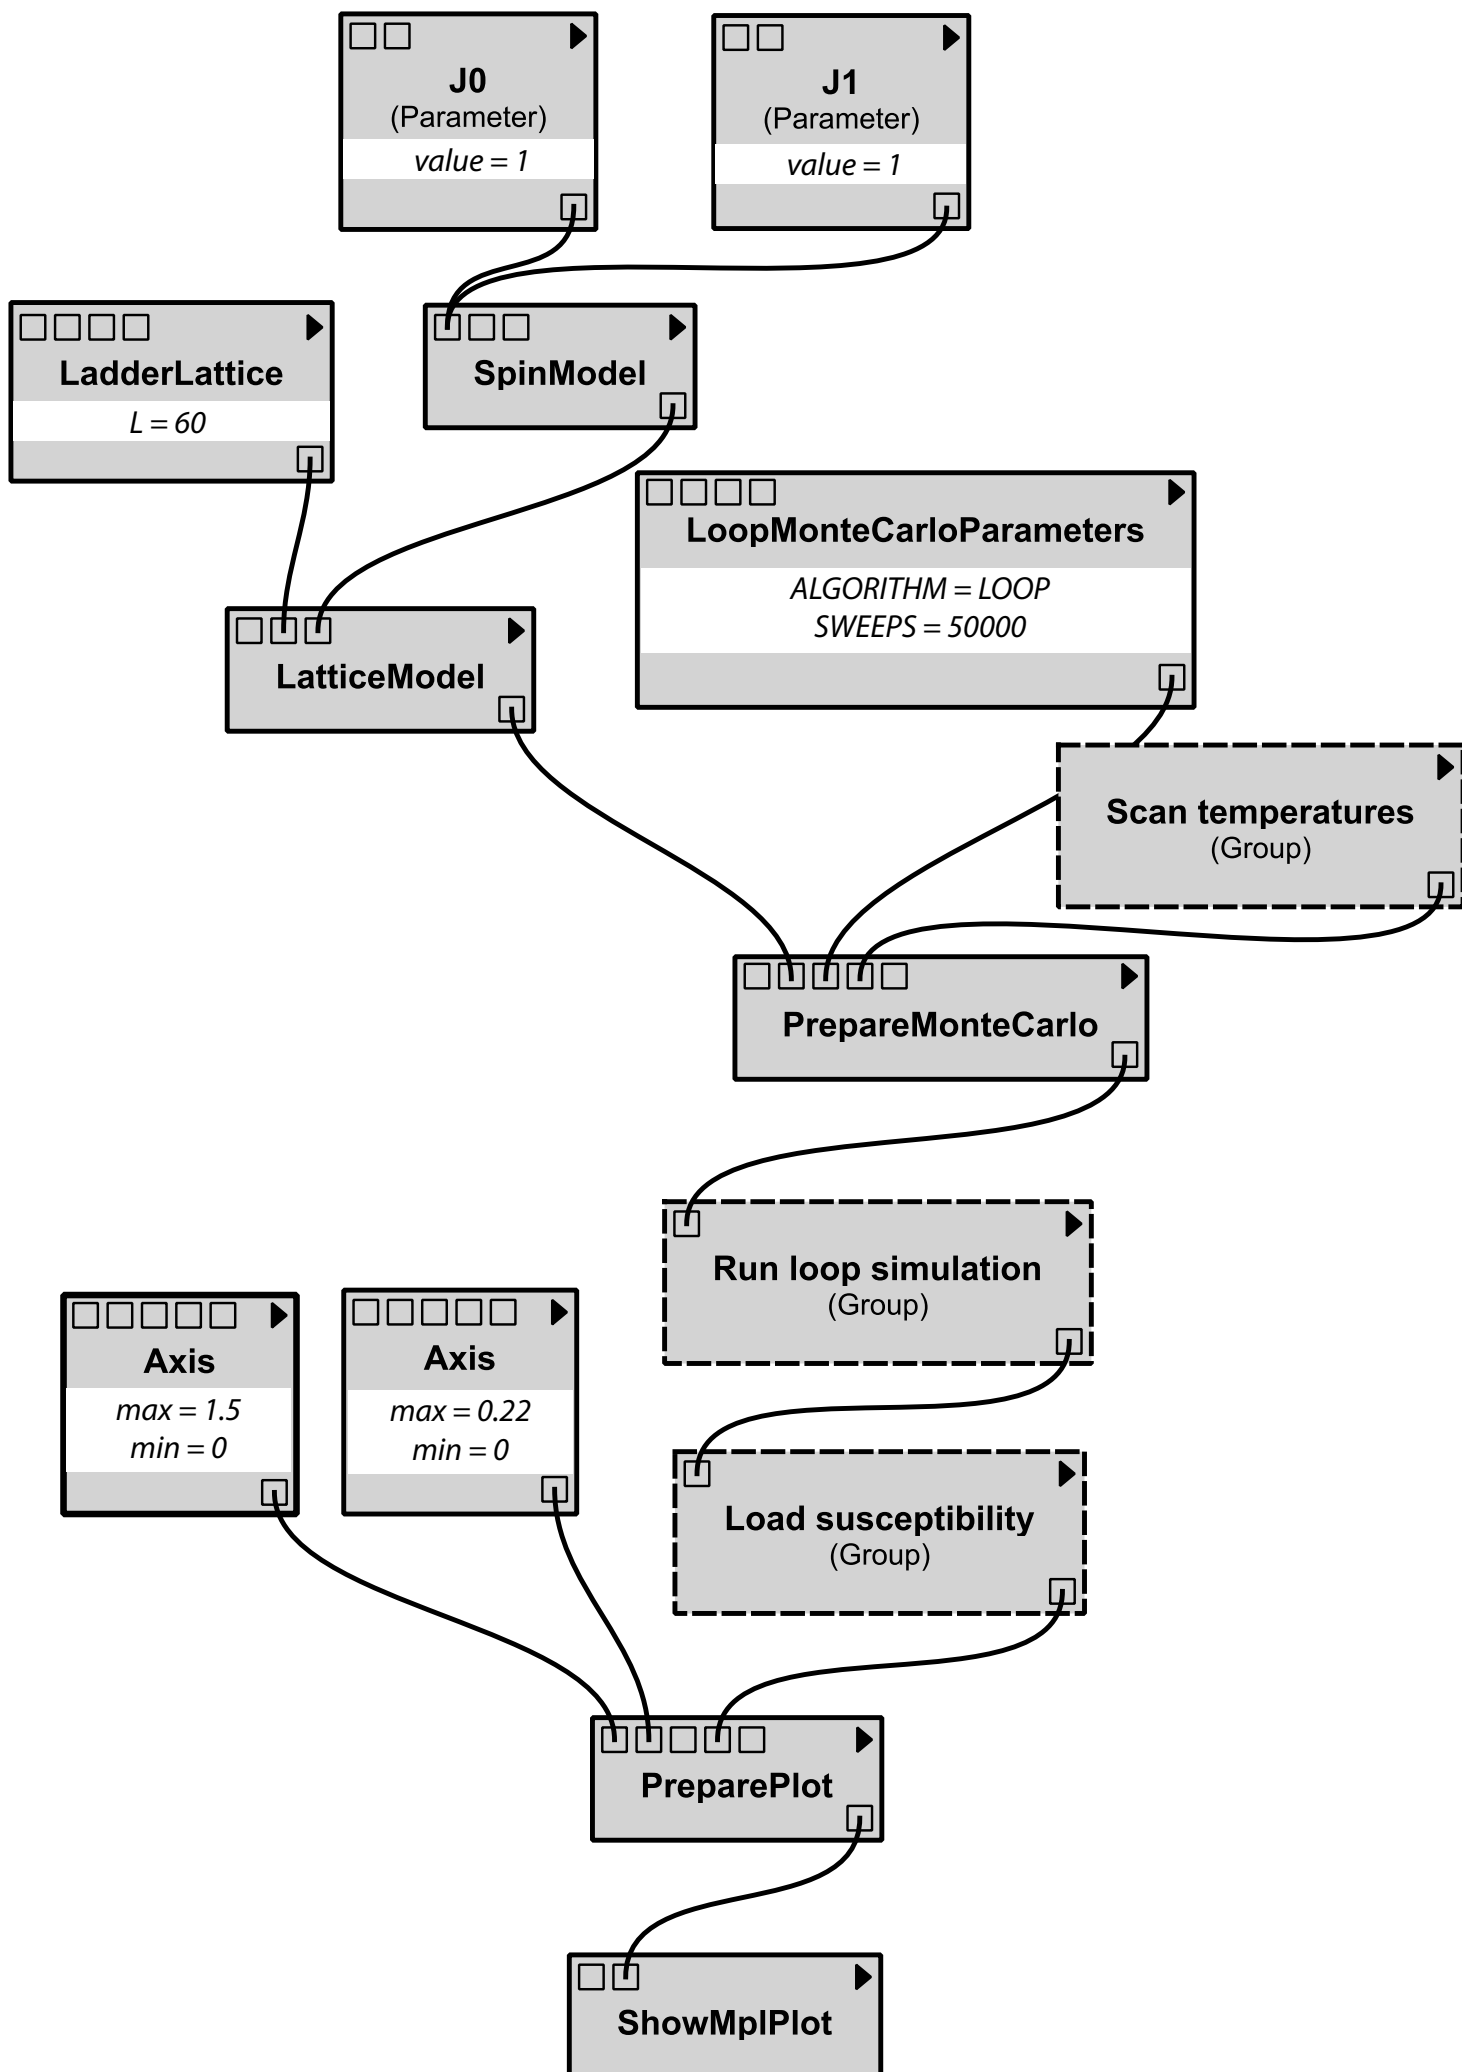 J0
(Parameter)
value = 1
J1
(Parameter)
value = 1
LadderLattice
L = 60
SpinModel
LoopMonteCarloParameters
ALGORITHM = LOOP
SWEEPS = 50000
LatticeModel
Scan temperatures
(Group)
PrepareMonteCarlo
Run loop simulation
(Group)
Axis
max = 1.5
min = 0
Axis
max = 0.22
min = 0
Load susceptibility
(Group)
PreparePlot
ShowMplPlot